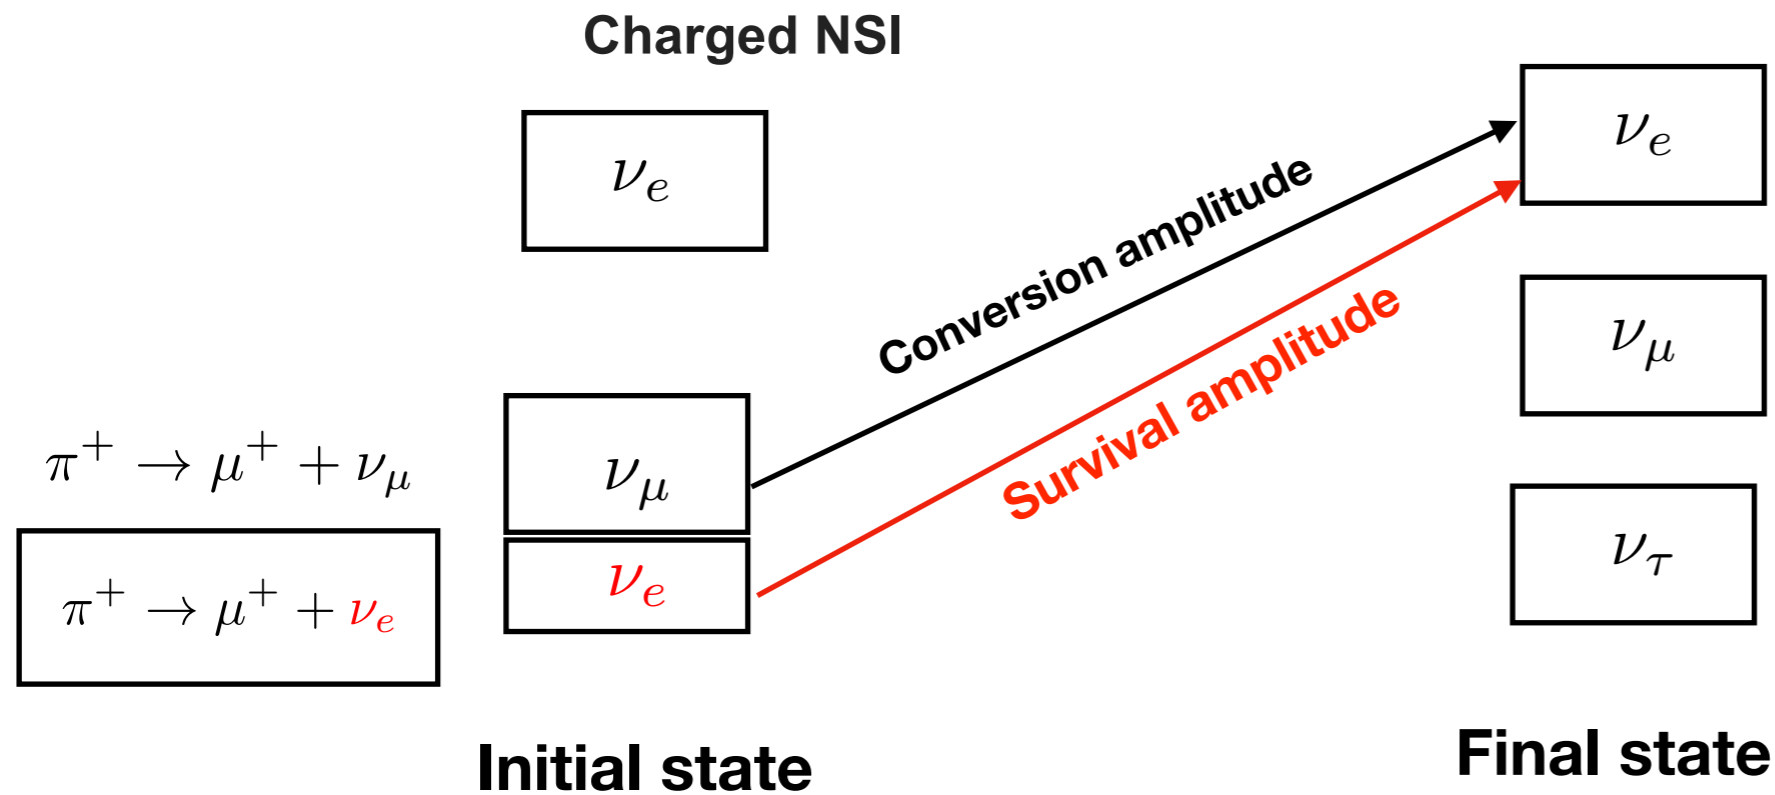 Charged NSI
ν_e
ν_e
Conversion amplitude
Survival amplitude
ν_μ
π⁺ → μ⁺ + ν_μ
ν_μ
ν_e
π⁺ → μ⁺ + ν_e
ν_τ
Initial state
Final state